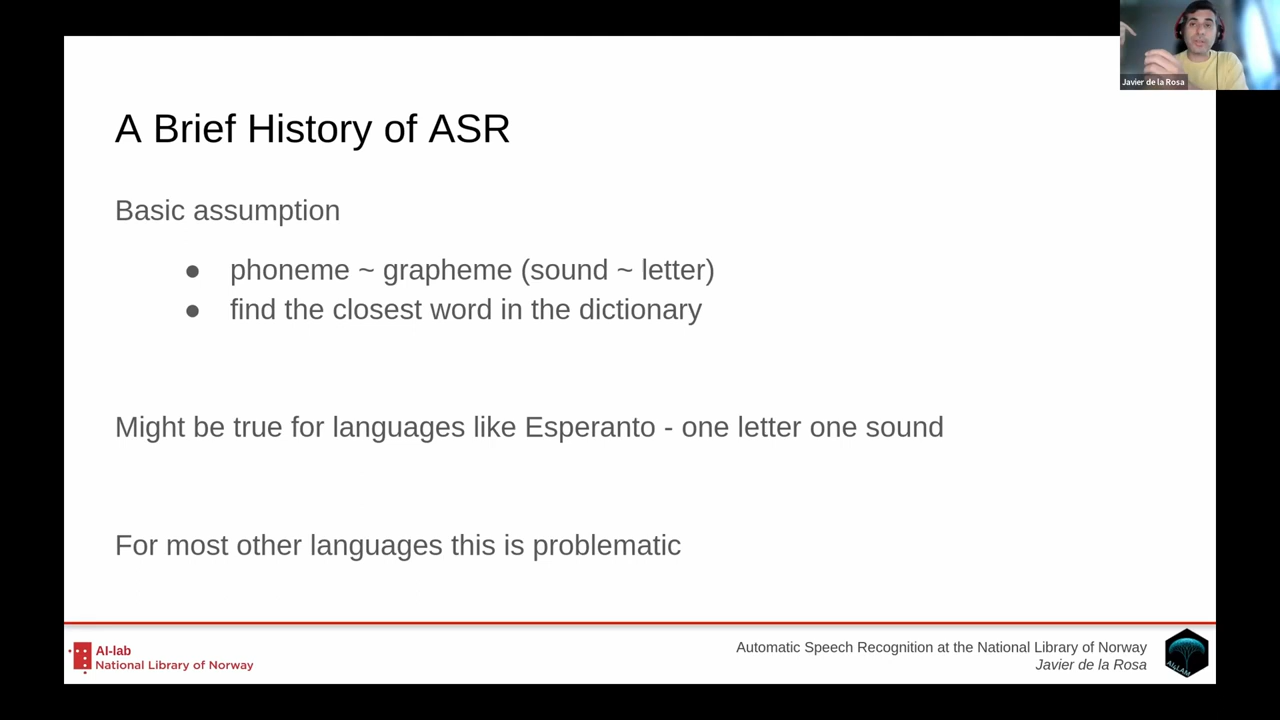 Javier de la Rosa
A Brief History of ASR
Basic assumption
● phoneme ~ grapheme (sound ~ letter)
● find the closest word in the dictionary
Might be true for languages like Esperanto - one letter one sound
For most other languages this is problematic
AI-lab
National Library of Norway
Automatic Speech Recognition at the National Library of Norway
Javier de la Rosa